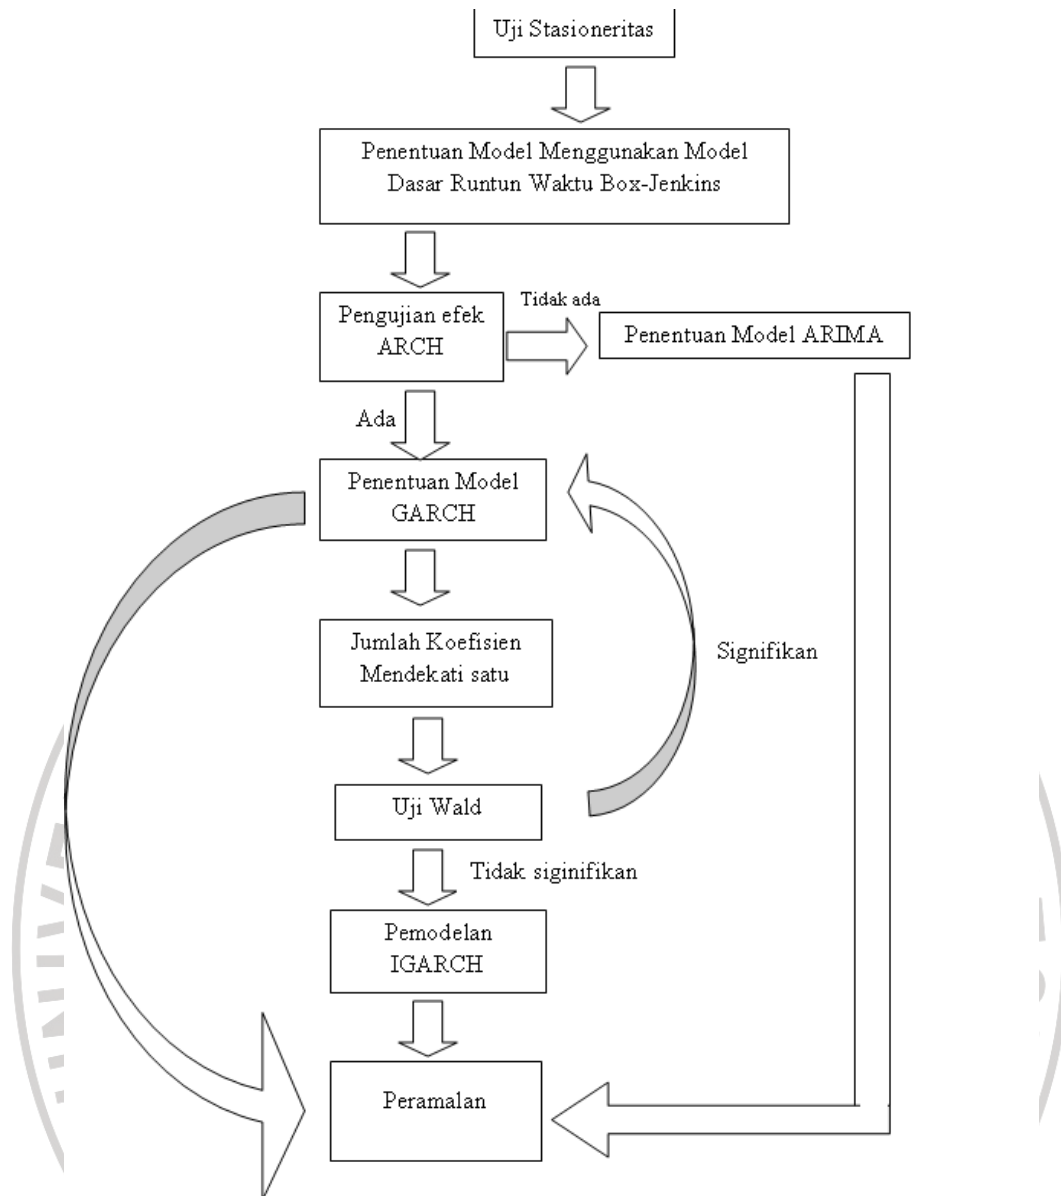 Uji Stasioneritas
Penentuan Model Menggunakan Model
Dasar Runtun Waktu Box-Jenkins
Pengujian efek
ARCH
Tidak ada
Penentuan Model ARIMA
Ada
Penentuan Model
GARCH
Jumlah Koefisien
Mendekati satu
Signifikan
Uji Wald
Tidak siginifikan
Pemodelan
IGARCH
Peramalan